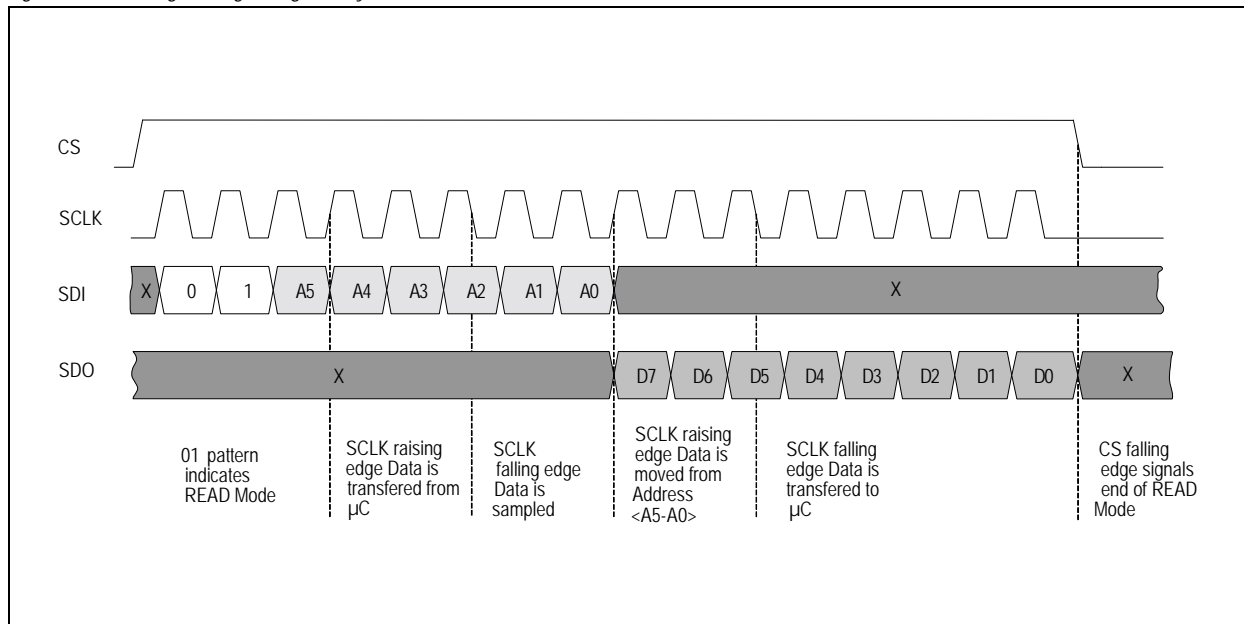 CS
SCLK
SDI
X 0 1 A5 A4 A3 A2 A1 A0 X
SDO
X D7 D6 D5 D4 D3 D2 D1 D0 X
01 pattern
indicates
READ Mode
SCLK raising
edge Data is
transfered from
µC
SCLK
falling edge
Data is
sampled
SCLK raising
edge Data is
moved from
Address
<A5-A0>
SCLK falling
edge Data is
transfered to
µC
CS falling
edge signals
end of READ
Mode